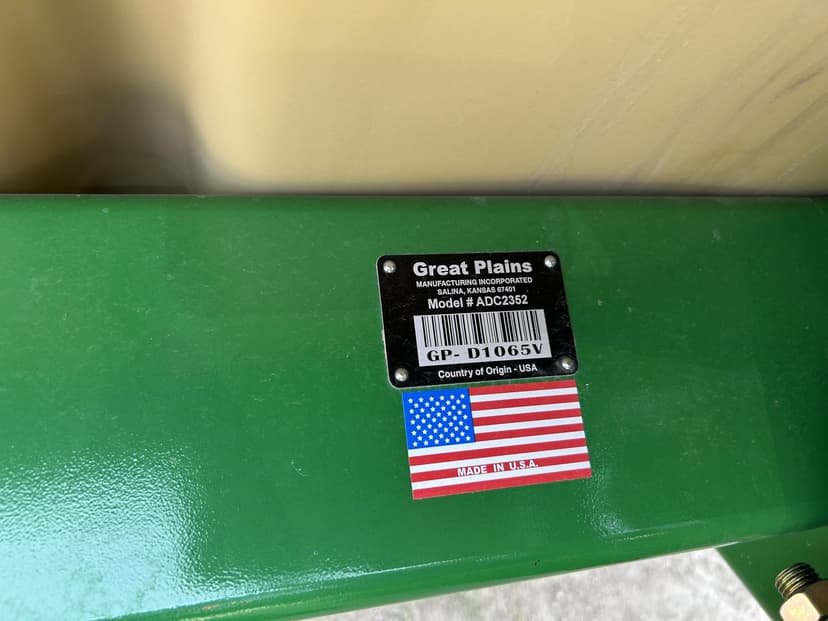 Great Plains
MANUFACTURING INCORPORATED
SALINA, KANSAS 67401
Model # ADC2352
GP- D1065V
Country of Origin - USA
MADE IN U.S.A.